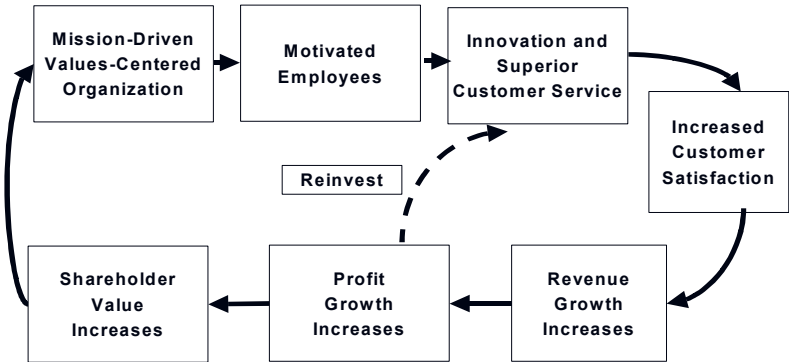 Mission-Driven
Values-Centered
Organization
Motivated
Employees
Innovation and
Superior
Customer Service
Increased
Customer
Satisfaction
Reinvest
Shareholder
Value
Increases
Profit
Growth
Increases
Revenue
Growth
Increases